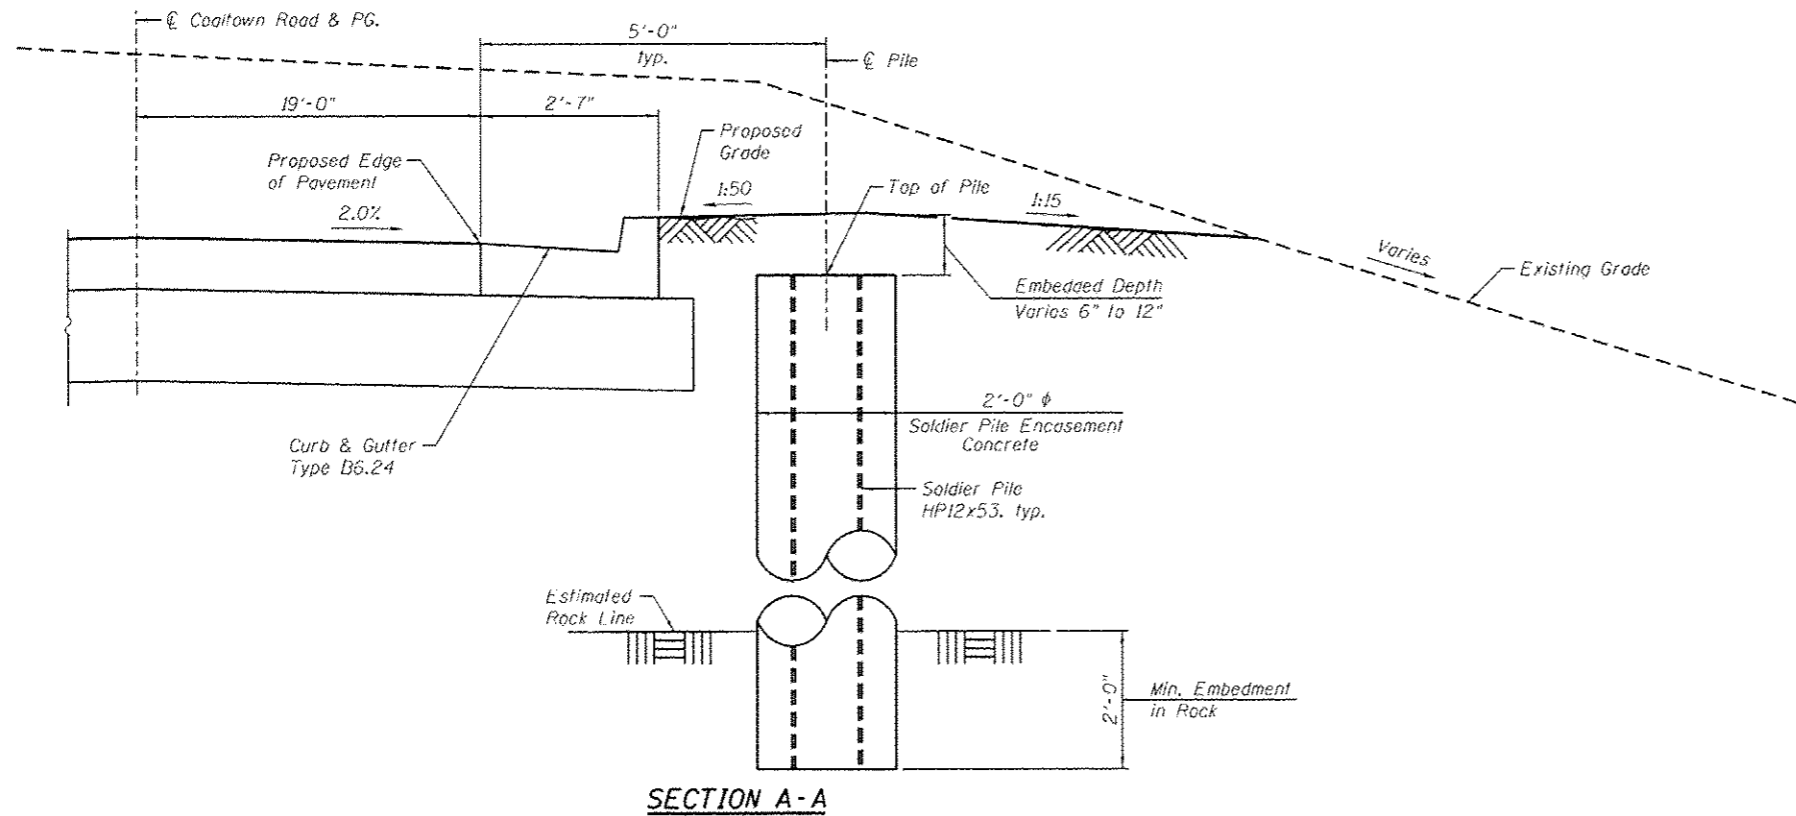 ℄ Coaltown Road & PG.
5'-0"
typ.
℄ Pile
19'-0"
2'-7"
Proposed Edge
of Pavement
2.0%
Proposed
Grade
1:50
Top of Pile
1:15
Varies
Existing Grade
Embedded Depth
Varies 6" to 12"
2'-0" ϕ
Soldier Pile Encasement
Concrete
Curb & Gutter
Type B6.24
Soldier Pile
HP12x53. typ.
Estimated
Rock Line
2'-0"
Min. Embedment
in Rock
SECTION A-A